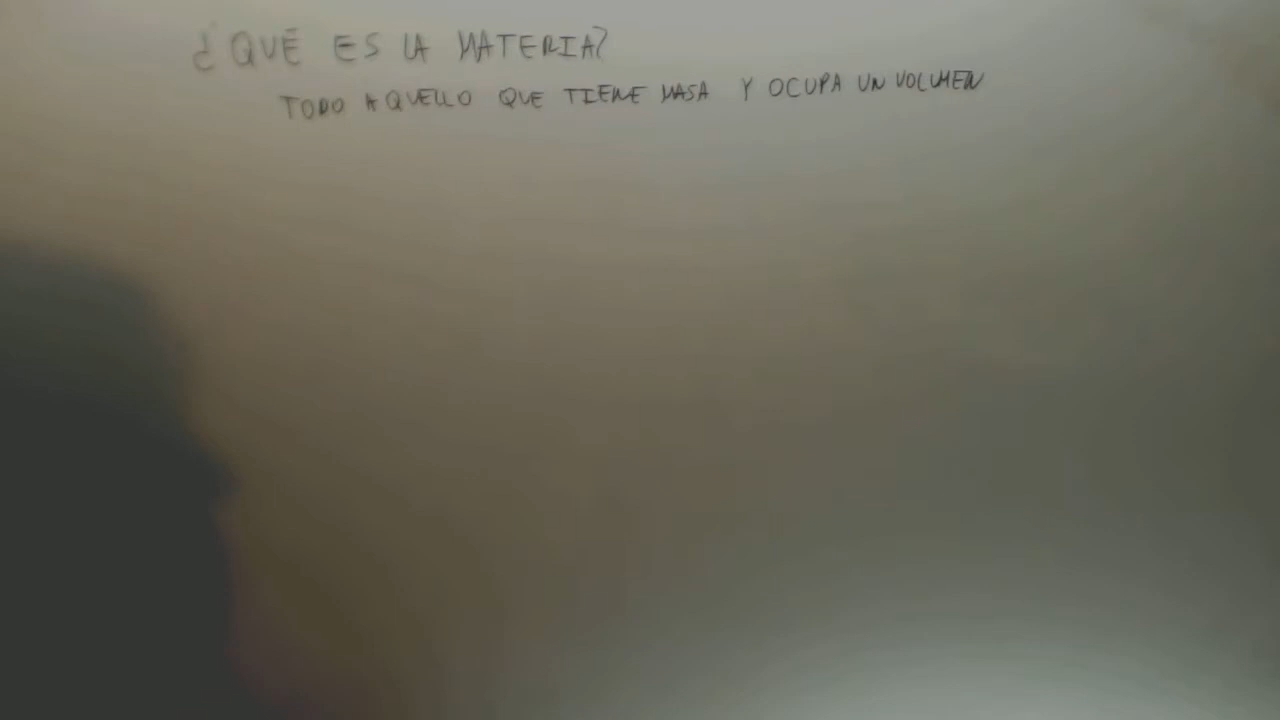 ¿QUÉ ES LA MATERIA?
TODO AQUELLO QUE TIENE MASA Y OCUPA UN VOLUMEN